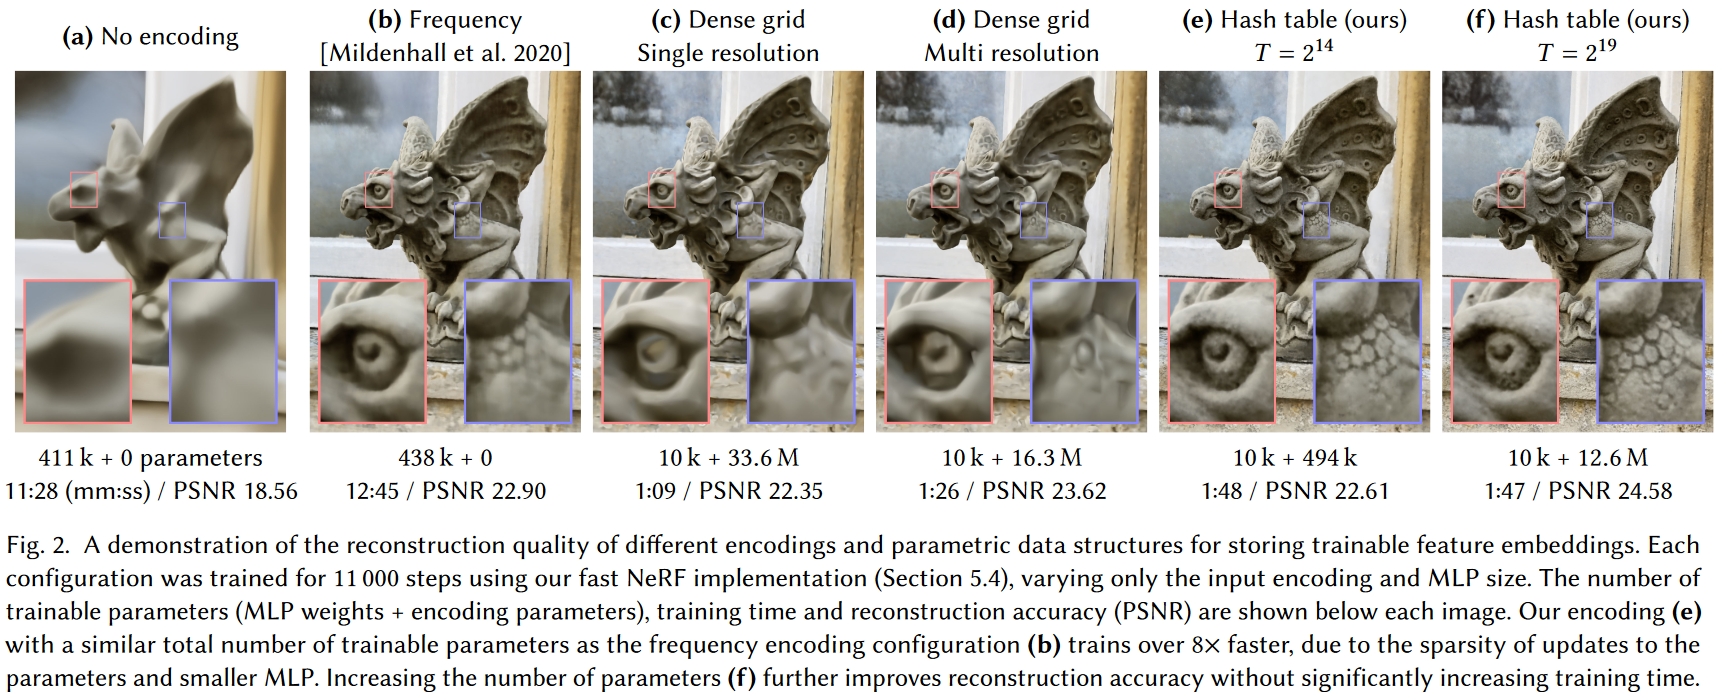 (a) No encoding
(b) Frequency
[Mildenhall et al. 2020]
(c) Dense grid
Single resolution
(d) Dense grid
Multi resolution
(e) Hash table (ours)
T = 2¹⁴
(f) Hash table (ours)
T = 2¹⁹
411 k + 0 parameters
11:28 (mm:ss) / PSNR 18.56
438 k + 0
12:45 / PSNR 22.90
10 k + 33.6 M
1:09 / PSNR 22.35
10 k + 16.3 M
1:26 / PSNR 23.62
10 k + 494 k
1:48 / PSNR 22.61
10 k + 12.6 M
1:47 / PSNR 24.58
Fig. 2. A demonstration of the reconstruction quality of different encodings and parametric data structures for storing trainable feature embeddings. Each
configuration was trained for 11 000 steps using our fast NeRF implementation (Section 5.4), varying only the input encoding and MLP size. The number of
trainable parameters (MLP weights + encoding parameters), training time and reconstruction accuracy (PSNR) are shown below each image. Our encoding (e)
with a similar total number of trainable parameters as the frequency encoding configuration (b) trains over 8× faster, due to the sparsity of updates to the
parameters and smaller MLP. Increasing the number of parameters (f) further improves reconstruction accuracy without significantly increasing training time.